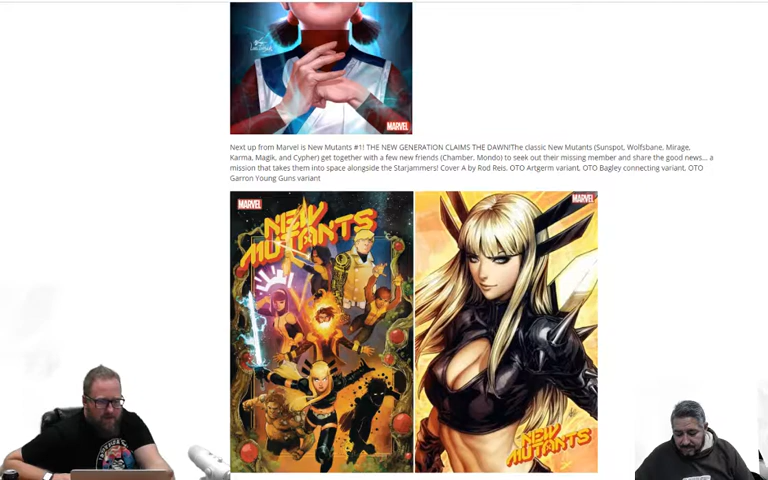 MARVEL
Next up from Marvel is New Mutants #1! THE NEW GENERATION CLAIMS THE DAWN!The classic New Mutants (Sunspot, Wolfsbane, Mirage,
Karma, Magik, and Cypher) get together with a few new friends (Chamber, Mondo) to seek out their missing member and share the good news... a
mission that takes them into space alongside the Starjammers! Cover A by Rod Reis. OTO Artgerm variant, OTO Bagley connecting variant, OTO
Garron Young Guns variant
MARVEL
NEW
MUTANTS
MARVEL
NEW
MUTANTS